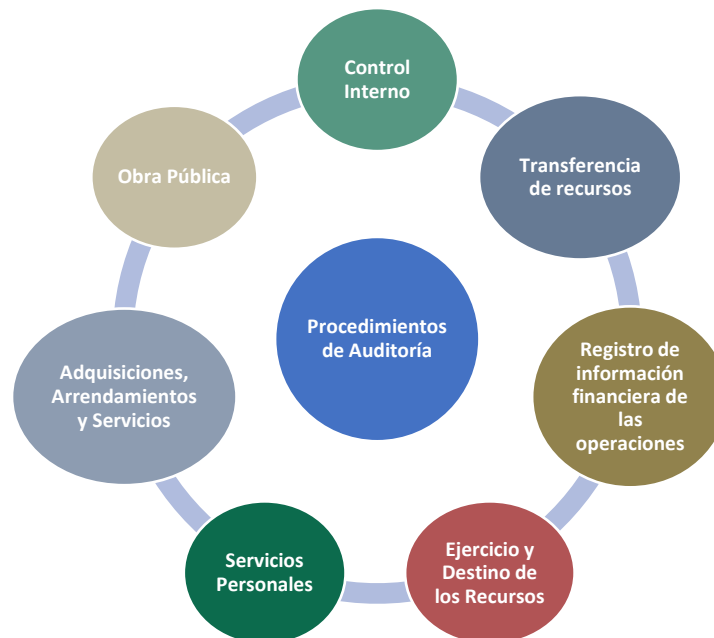 Control
Interno
Transferencia
de recursos
Registro de
información
financiera de
las
operaciones
Ejercicio y
Destino de
los Recursos
Servicios
Personales
Adquisiciones,
Arrendamientos
y Servicios
Obra Pública
Procedimientos
de Auditoría